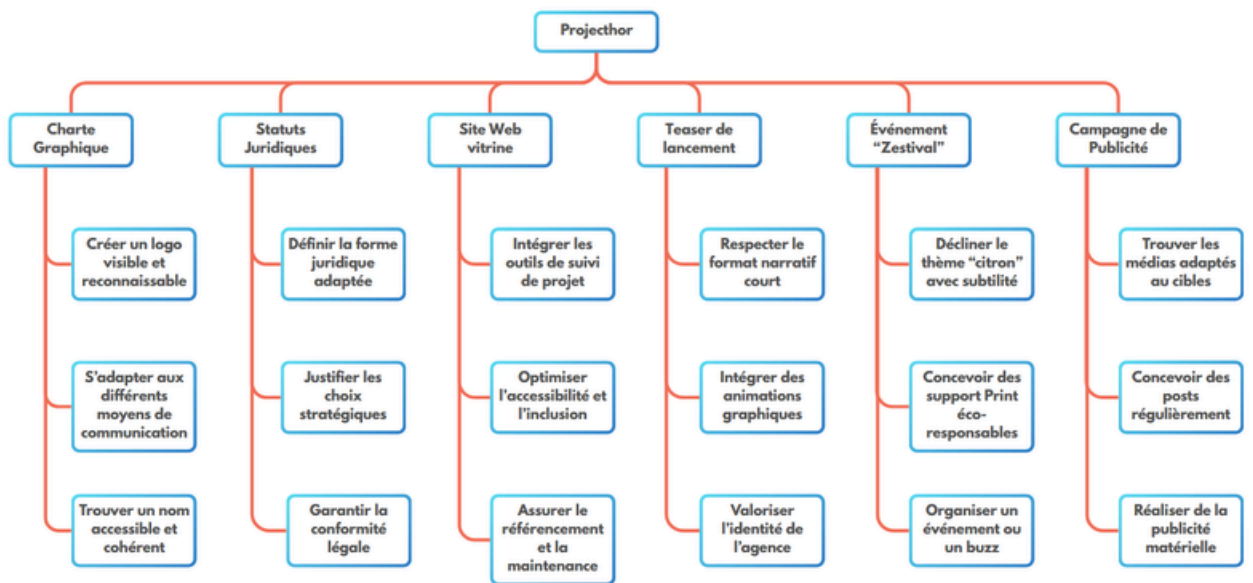 Projecthor
Charte
Graphique
Statuts
Juridiques
Site Web
vitrine
Teaser de
lancement
Événement
“Zestival”
Campagne de
Publicité
Créer un logo
visible et
reconnaissable
Définir la forme
juridique
adaptée
Intégrer les
outils de suivi
de projet
Respecter le
format narratif
court
Décliner le
thème “citron”
avec subtilité
Trouver les
médias adaptés
au cibles
S’adapter aux
différents
moyens de
communication
Justifier les
choix
stratégiques
Optimiser
l’accessibilité et
l’inclusion
Intégrer des
animations
graphiques
Concevoir des
support Print
éco-
responsables
Concevoir des
posts
régulièrement
Trouver un nom
accessible et
cohérent
Garantir la
conformité
légale
Assurer le
référencement
et la
maintenance
Valoriser
l’identité de
l’agence
Organiser un
événement ou
un buzz
Réaliser de la
publicité
matérielle